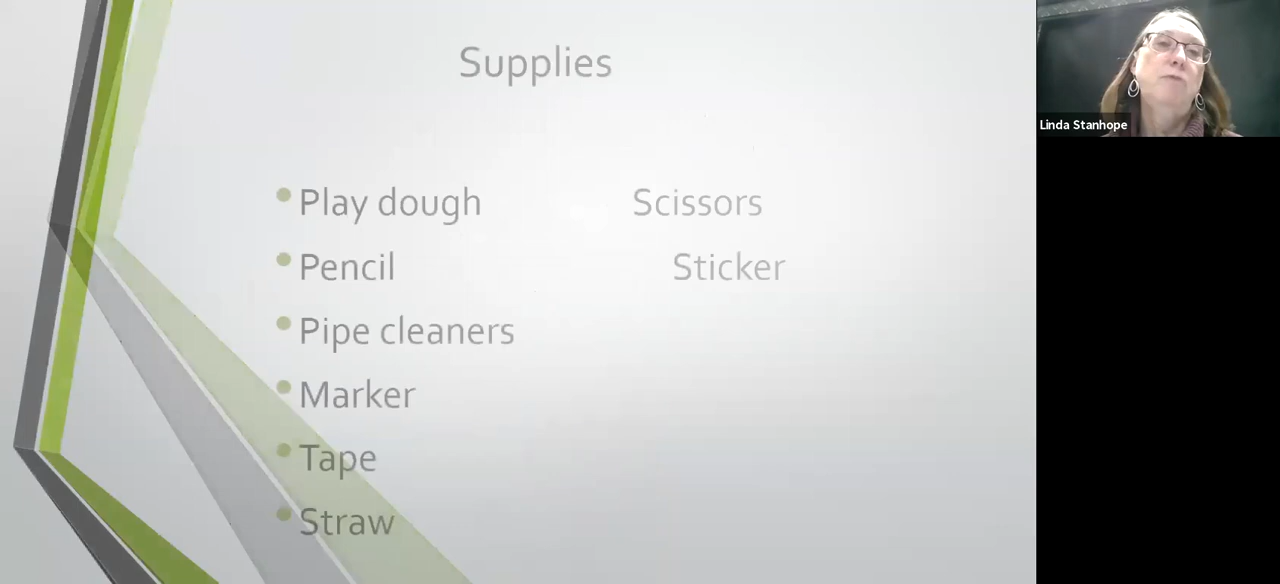 Supplies
Play dough Scissors
Pencil Sticker
Pipe cleaners
Marker
Tape
Straw
Linda Stanhope